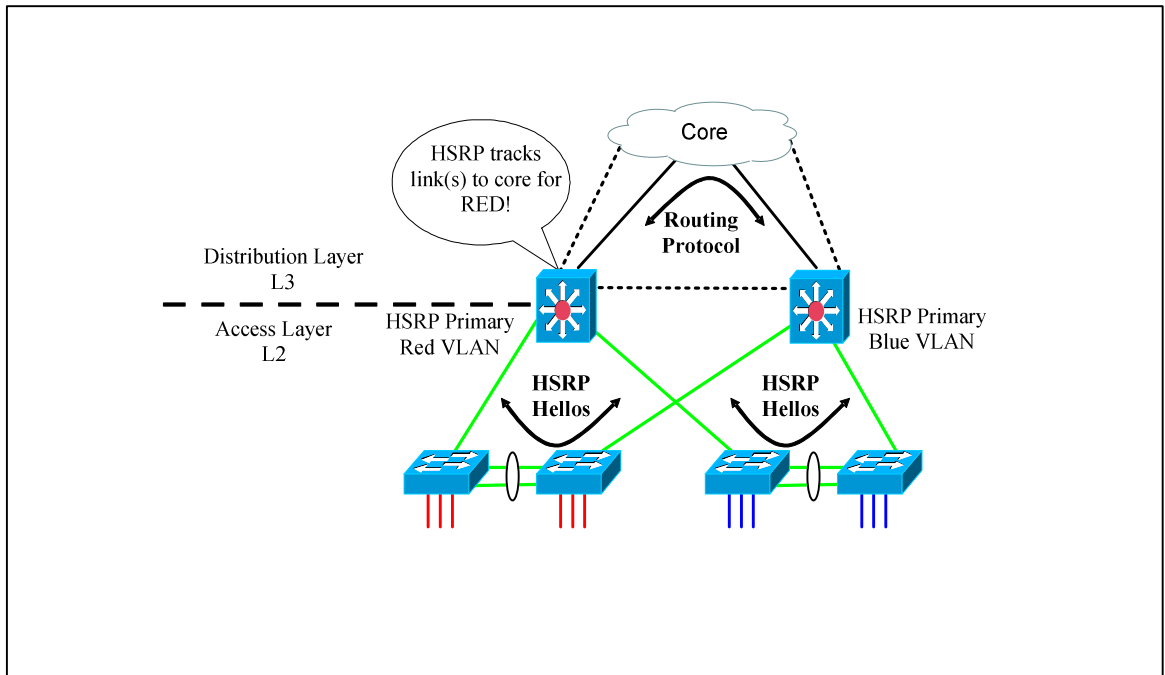 Core
HSRP tracks
link(s) to core for
RED!
Routing
Protocol
Distribution Layer
L3
Access Layer
L2
HSRP Primary
Red VLAN
HSRP Primary
Blue VLAN
HSRP
Hellos
HSRP
Hellos